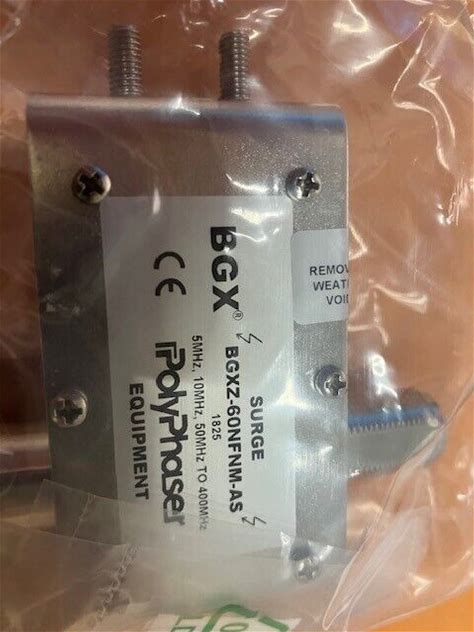 SURGE
BGX® BGXZ-60NFNM-AS
1825
5MHz, 10MHz, 50MHz TO 400MHz
CE PolyPhaser
EQUIPMENT
REMOV
WEAT
VOI